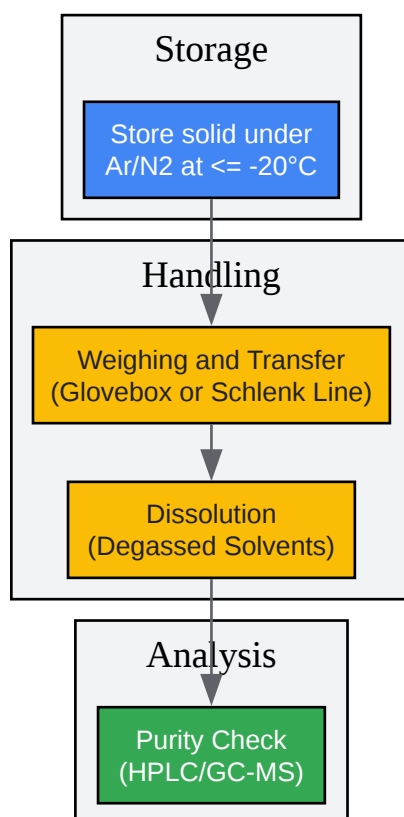 Storage
Store solid under
Ar/N2 at <= -20°C
Handling
Weighing and Transfer
(Glovebox or Schlenk Line)
Dissolution
(Degassed Solvents)
Analysis
Purity Check
(HPLC/GC-MS)